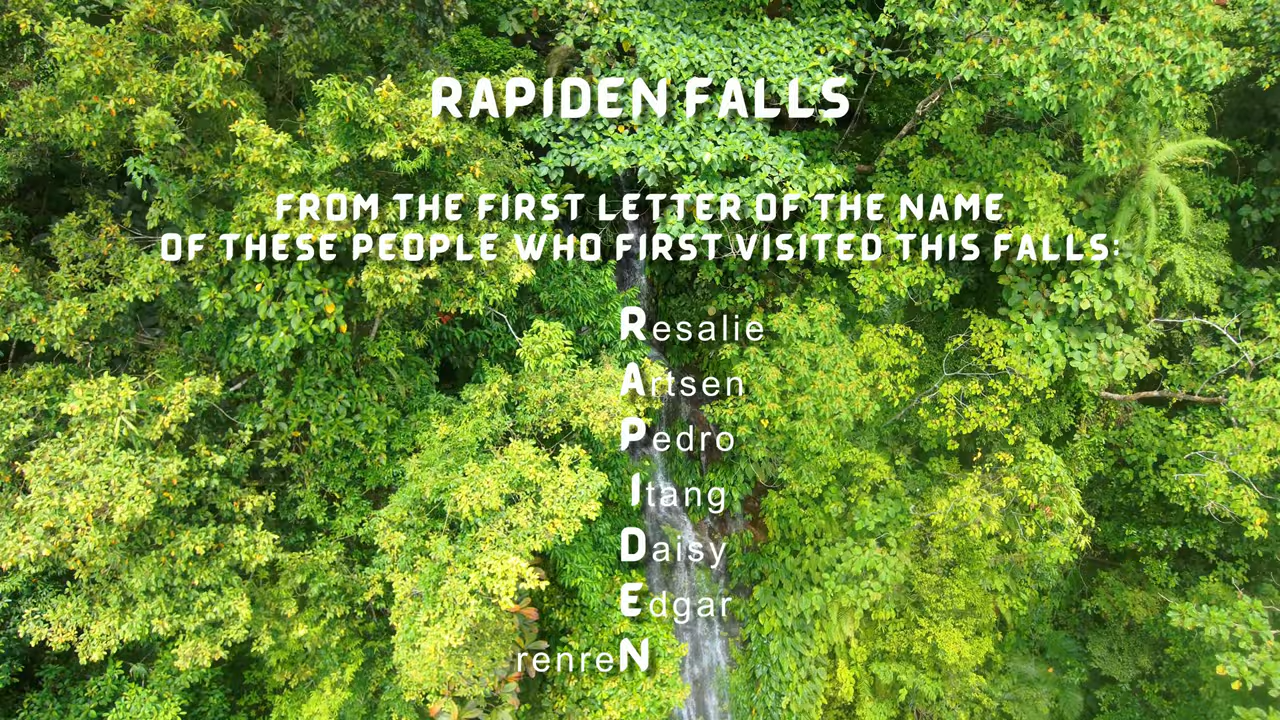 RAPIDEN FALLS
FROM THE FIRST LETTER OF THE NAME
OF THESE PEOPLE WHO FIRST VISITED THIS FALLS:
Resalie
Artsen
Pedro
Itang
Daisy
Edgar
renreN